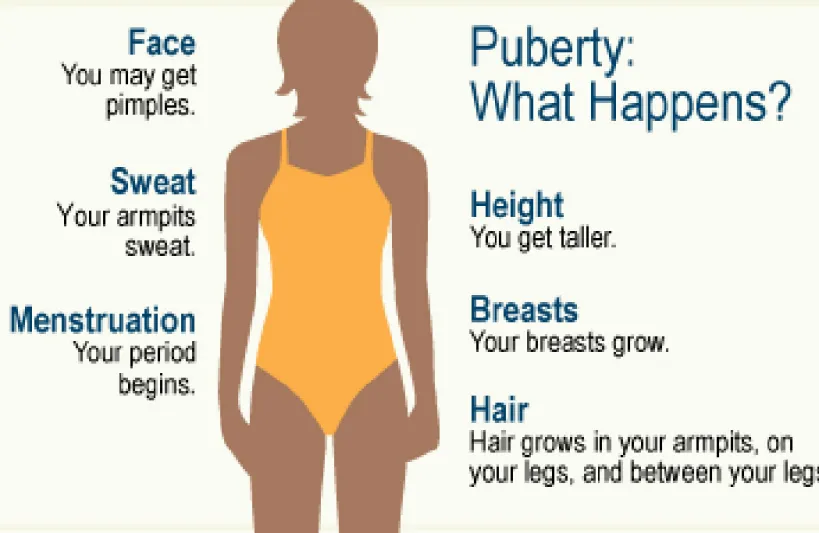 Puberty:
What Happens?
Face
You may get
pimples.
Sweat
Your armpits
sweat.
Menstruation
Your period
begins.
Height
You get taller.
Breasts
Your breasts grow.
Hair
Hair grows in your armpits, on
your legs, and between your legs